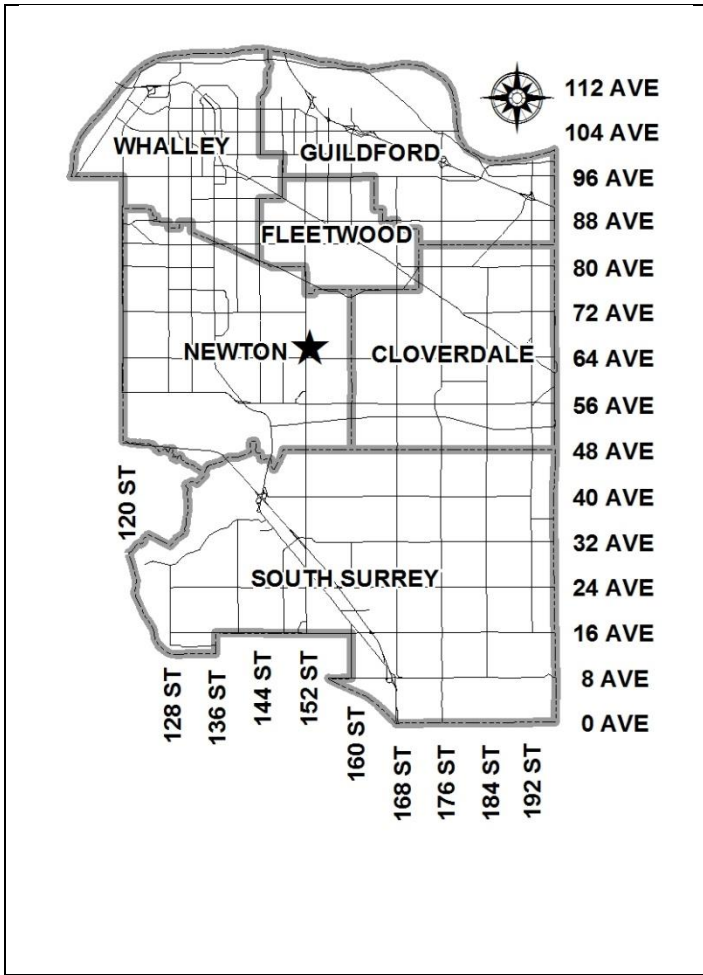 112 AVE
104 AVE
WHALLEY
GUILDFORD
96 AVE
88 AVE
FLEETWOOD
80 AVE
72 AVE
NEWTON
CLOVERDALE
64 AVE
56 AVE
48 AVE
120 ST
40 AVE
32 AVE
SOUTH SURREY
24 AVE
16 AVE
8 AVE
0 AVE
128 ST
136 ST
144 ST
152 ST
160 ST
168 ST
176 ST
184 ST
192 ST